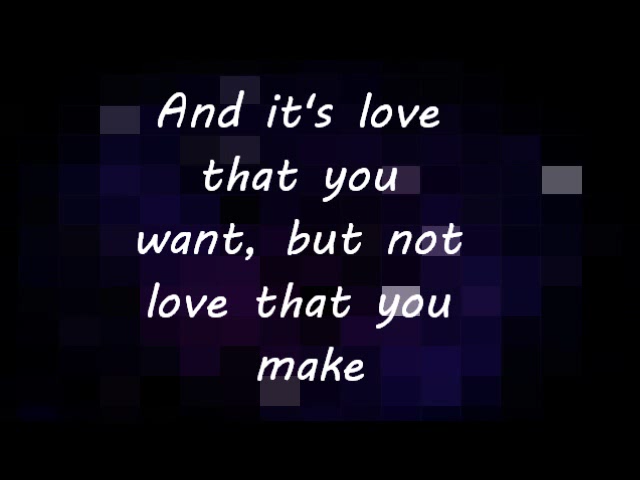 And it's love
that you
want, but not
love that you
make